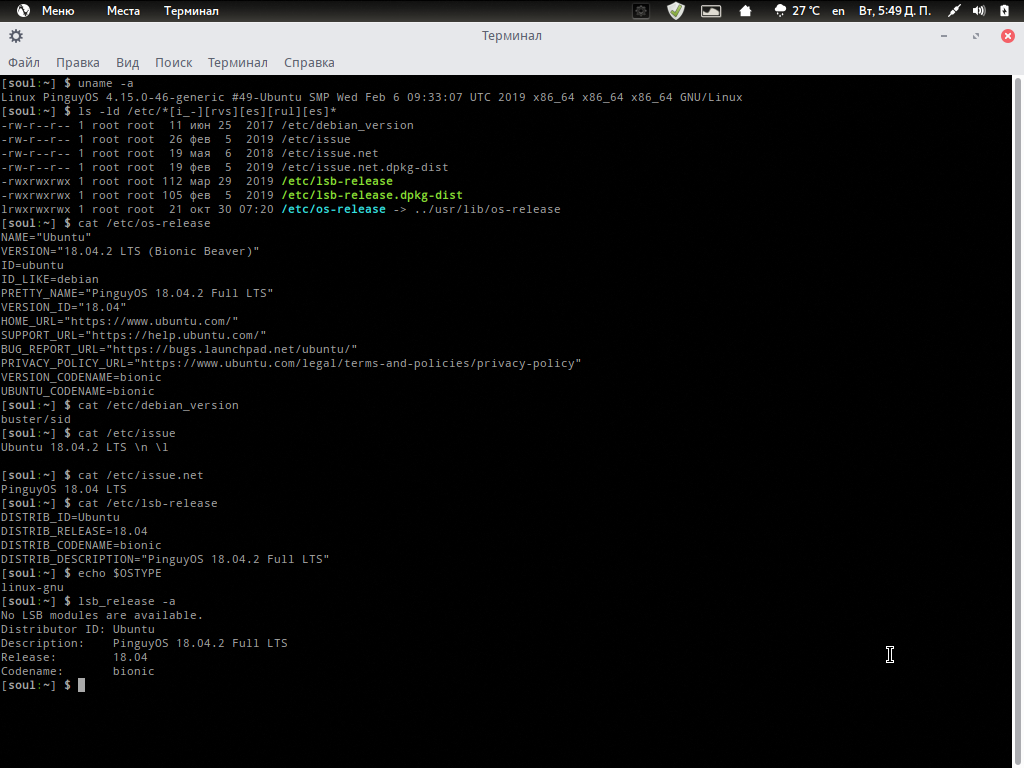 Меню Места Терминал 27 °C en Вт, 5:49 Д. П.
Терминал
Файл Правка Вид Поиск Терминал Справка
[soul:~] $ uname -a
Linux PinguyOS 4.15.0-46-generic #49-Ubuntu SMP Wed Feb 6 09:33:07 UTC 2019 x86_64 x86_64 x86_64 GNU/Linux
[soul:~] $ ls -ld /etc/*[i_-][rvs][es][rul][es]*
-rw-r--r-- 1 root root  11 июн 25  2017 /etc/debian_version
-rw-r--r-- 1 root root  26 фев  5  2019 /etc/issue
-rw-r--r-- 1 root root  19 мая  6  2018 /etc/issue.net
-rw-r--r-- 1 root root  19 фев  5  2019 /etc/issue.net.dpkg-dist
-rwxrwxrwx 1 root root 112 мар 29  2019 /etc/lsb-release
-rwxrwxrwx 1 root root 105 фев  5  2019 /etc/lsb-release.dpkg-dist
lrwxrwxrwx 1 root root  21 окт 30 07:20 /etc/os-release -> ../usr/lib/os-release
[soul:~] $ cat /etc/os-release
NAME="Ubuntu"
VERSION="18.04.2 LTS (Bionic Beaver)"
ID=ubuntu
ID_LIKE=debian
PRETTY_NAME="PinguyOS 18.04.2 Full LTS"
VERSION_ID="18.04"
HOME_URL="https://www.ubuntu.com/"
SUPPORT_URL="https://help.ubuntu.com/"
BUG_REPORT_URL="https://bugs.launchpad.net/ubuntu/"
PRIVACY_POLICY_URL="https://www.ubuntu.com/legal/terms-and-policies/privacy-policy"
VERSION_CODENAME=bionic
UBUNTU_CODENAME=bionic
[soul:~] $ cat /etc/debian_version
buster/sid
[soul:~] $ cat /etc/issue
Ubuntu 18.04.2 LTS \n \l
[soul:~] $ cat /etc/issue.net
PinguyOS 18.04 LTS
[soul:~] $ cat /etc/lsb-release
DISTRIB_ID=Ubuntu
DISTRIB_RELEASE=18.04
DISTRIB_CODENAME=bionic
DISTRIB_DESCRIPTION="PinguyOS 18.04.2 Full LTS"
[soul:~] $ echo $OSTYPE
linux-gnu
[soul:~] $ lsb_release -a
No LSB modules are available.
Distributor ID: Ubuntu
Description:    PinguyOS 18.04.2 Full LTS
Release:        18.04
Codename:       bionic
[soul:~] $